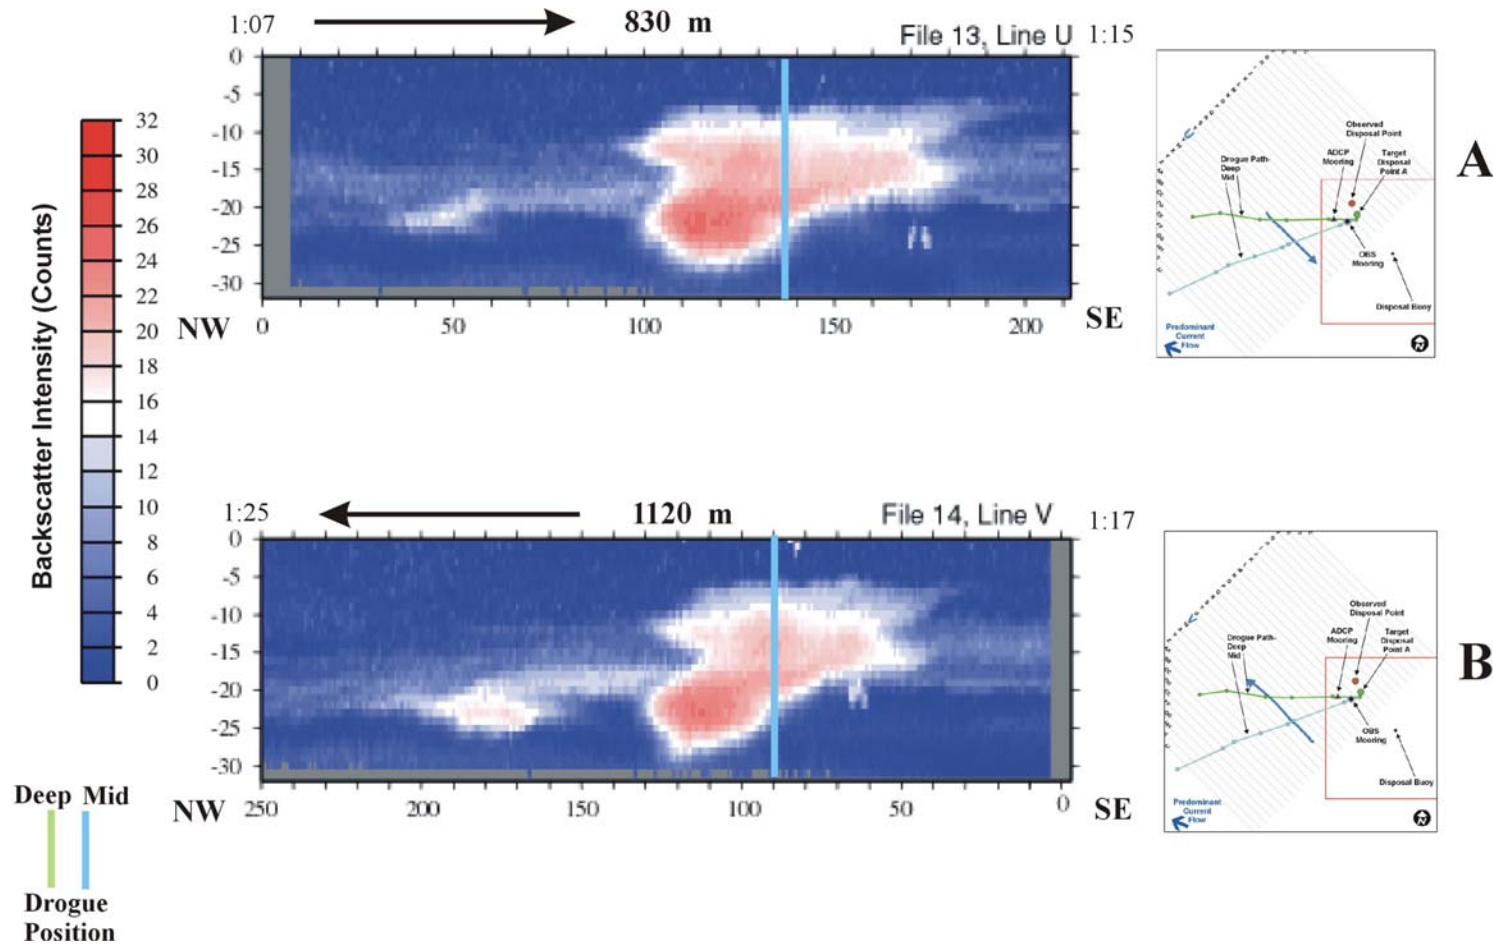 1:07
830 m
File 13, Line U
1:15
0
-5
-10
-15
-20
-25
-30
NW
0
50
100
150
200
SE
Backscatter Intensity (Counts)
32
30
28
26
24
22
20
18
16
14
12
10
8
6
4
2
0
Observed
Disposal Point
ADCP
Mooring
Target
Disposal
Point A
Drogue Path-
Deep
Mid
OBS
Mooring
Disposal Buoy
Predominant
Current
Flow
N
A
1:25
1120 m
File 14, Line V
1:17
0
-5
-10
-15
-20
-25
-30
NW
250
200
150
100
50
0
SE
Observed
Disposal Point
ADCP
Mooring
Target
Disposal
Point A
Drogue Path-
Deep
Mid
OBS
Mooring
Disposal Buoy
Predominant
Current
Flow
N
B
Deep Mid
Drogue
Position